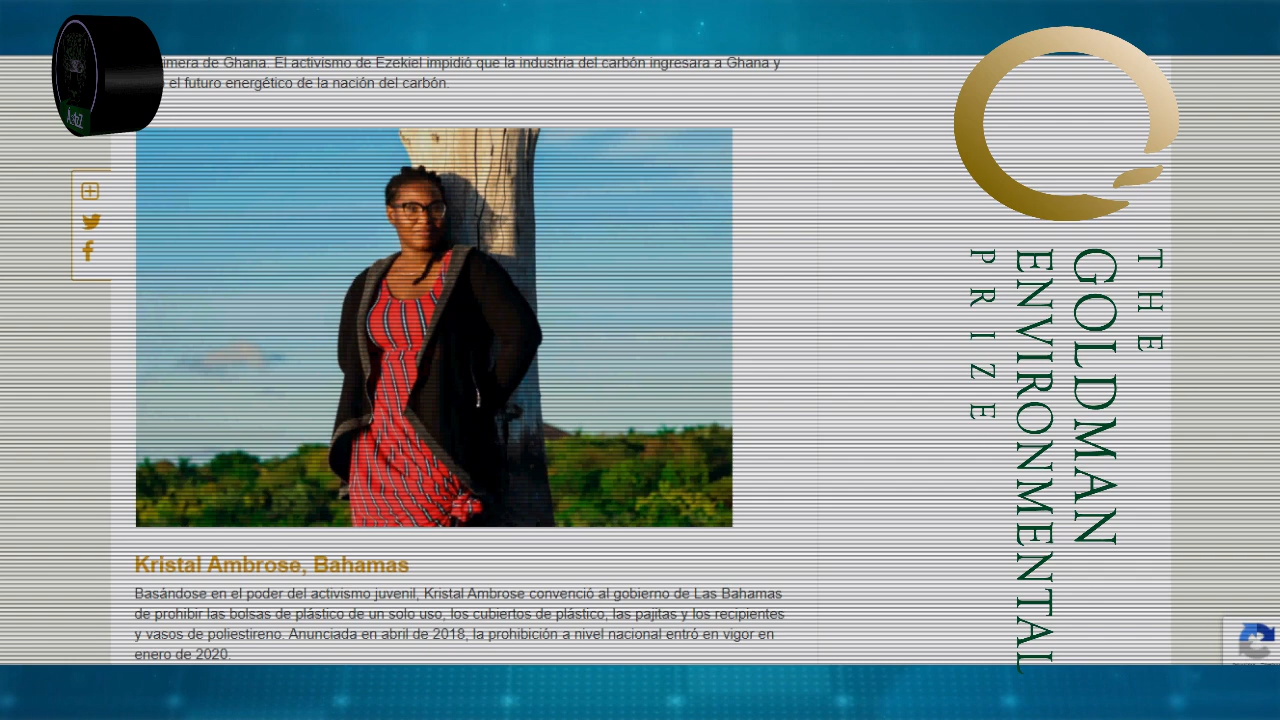 imera de Ghana. El activismo de Ezekiel impidió que la industria del carbón ingresara a Ghana y
el futuro energético de la nación del carbón.
Kristal Ambrose, Bahamas
Basándose en el poder del activismo juvenil, Kristal Ambrose convenció al gobierno de Las Bahamas
de prohibir las bolsas de plástico de un solo uso, los cubiertos de plástico, las pajitas y los recipientes
y vasos de poliestireno. Anunciada en abril de 2018, la prohibición a nivel nacional entró en vigor en
enero de 2020.
THE
GOLDMAN
ENVIRONMENTAL
PRIZE